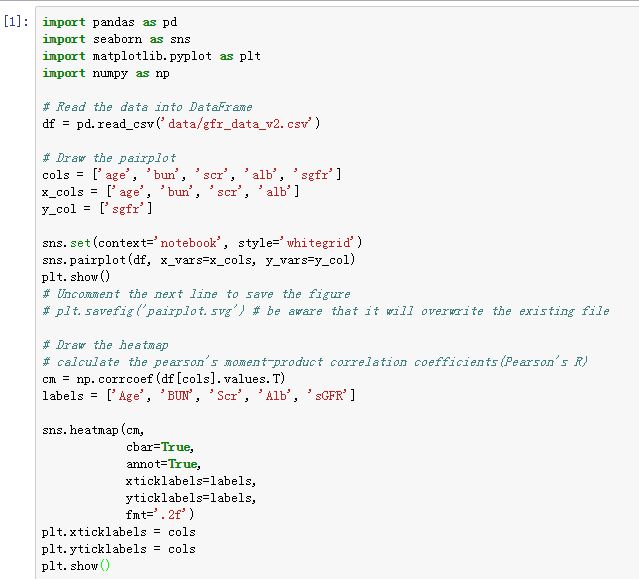 [1]: import pandas as pd
import seaborn as sns
import matplotlib.pyplot as plt
import numpy as np

# Read the data into DataFrame
df = pd.read_csv('data/gfr_data_v2.csv')

# Draw the pairplot
cols = ['age', 'bun', 'scr', 'alb', 'sgfr']
x_cols = ['age', 'bun', 'scr', 'alb']
y_col = ['sgfr']

sns.set(context='notebook', style='whitegrid')
sns.pairplot(df, x_vars=x_cols, y_vars=y_col)
plt.show()
# Uncomment the next line to save the figure
# plt.savefig('pairplot.svg') # be aware that it will overwrite the existing file

# Draw the heatmap
# calculate the pearson's moment-product correlation coefficients(Pearson's R)
cm = np.corrcoef(df[cols].values.T)
labels = ['Age', 'BUN', 'Scr', 'Alb', 'sGFR']

sns.heatmap(cm,
            cbar=True,
            annot=True,
            xticklabels=labels,
            yticklabels=labels,
            fmt='.2f')
plt.xticklabels = cols
plt.yticklabels = cols
plt.show()